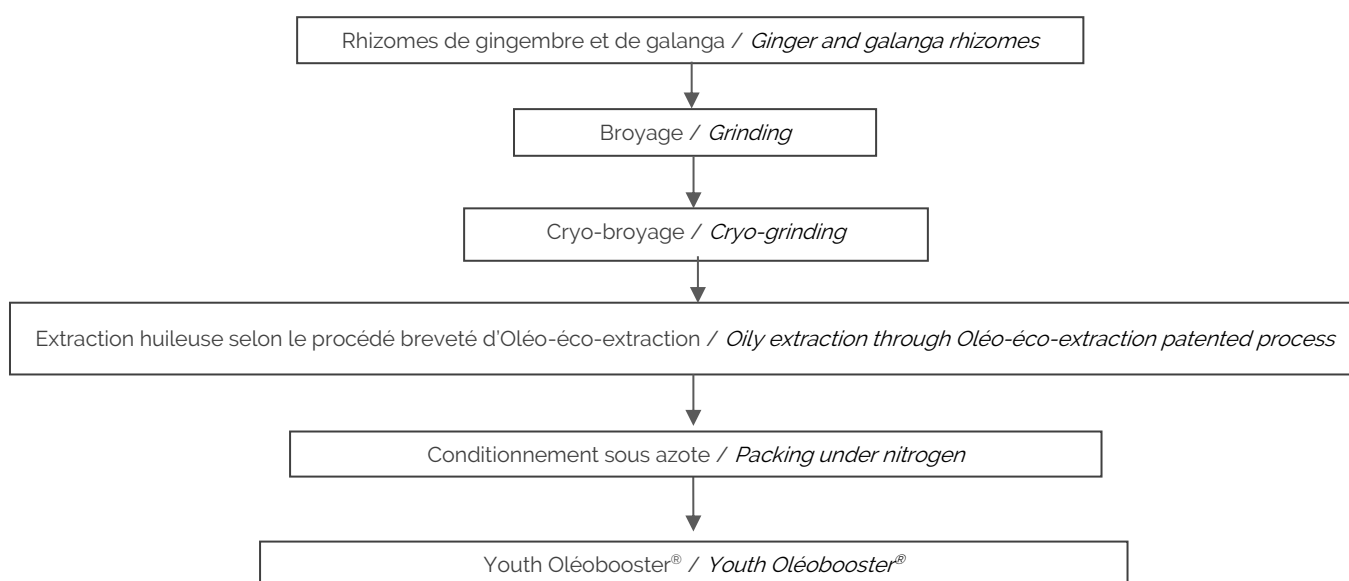 Rhizomes de gingembre et de galanga / Ginger and galanga rhizomes
Broyage / Grinding
Cryo-broyage / Cryo-grinding
Extraction huileuse selon le procédé breveté d’Oléo-éco-extraction / Oily extraction through Oléo-éco-extraction patented process
Conditionnement sous azote / Packing under nitrogen
Youth Oléobooster® / Youth Oléobooster®